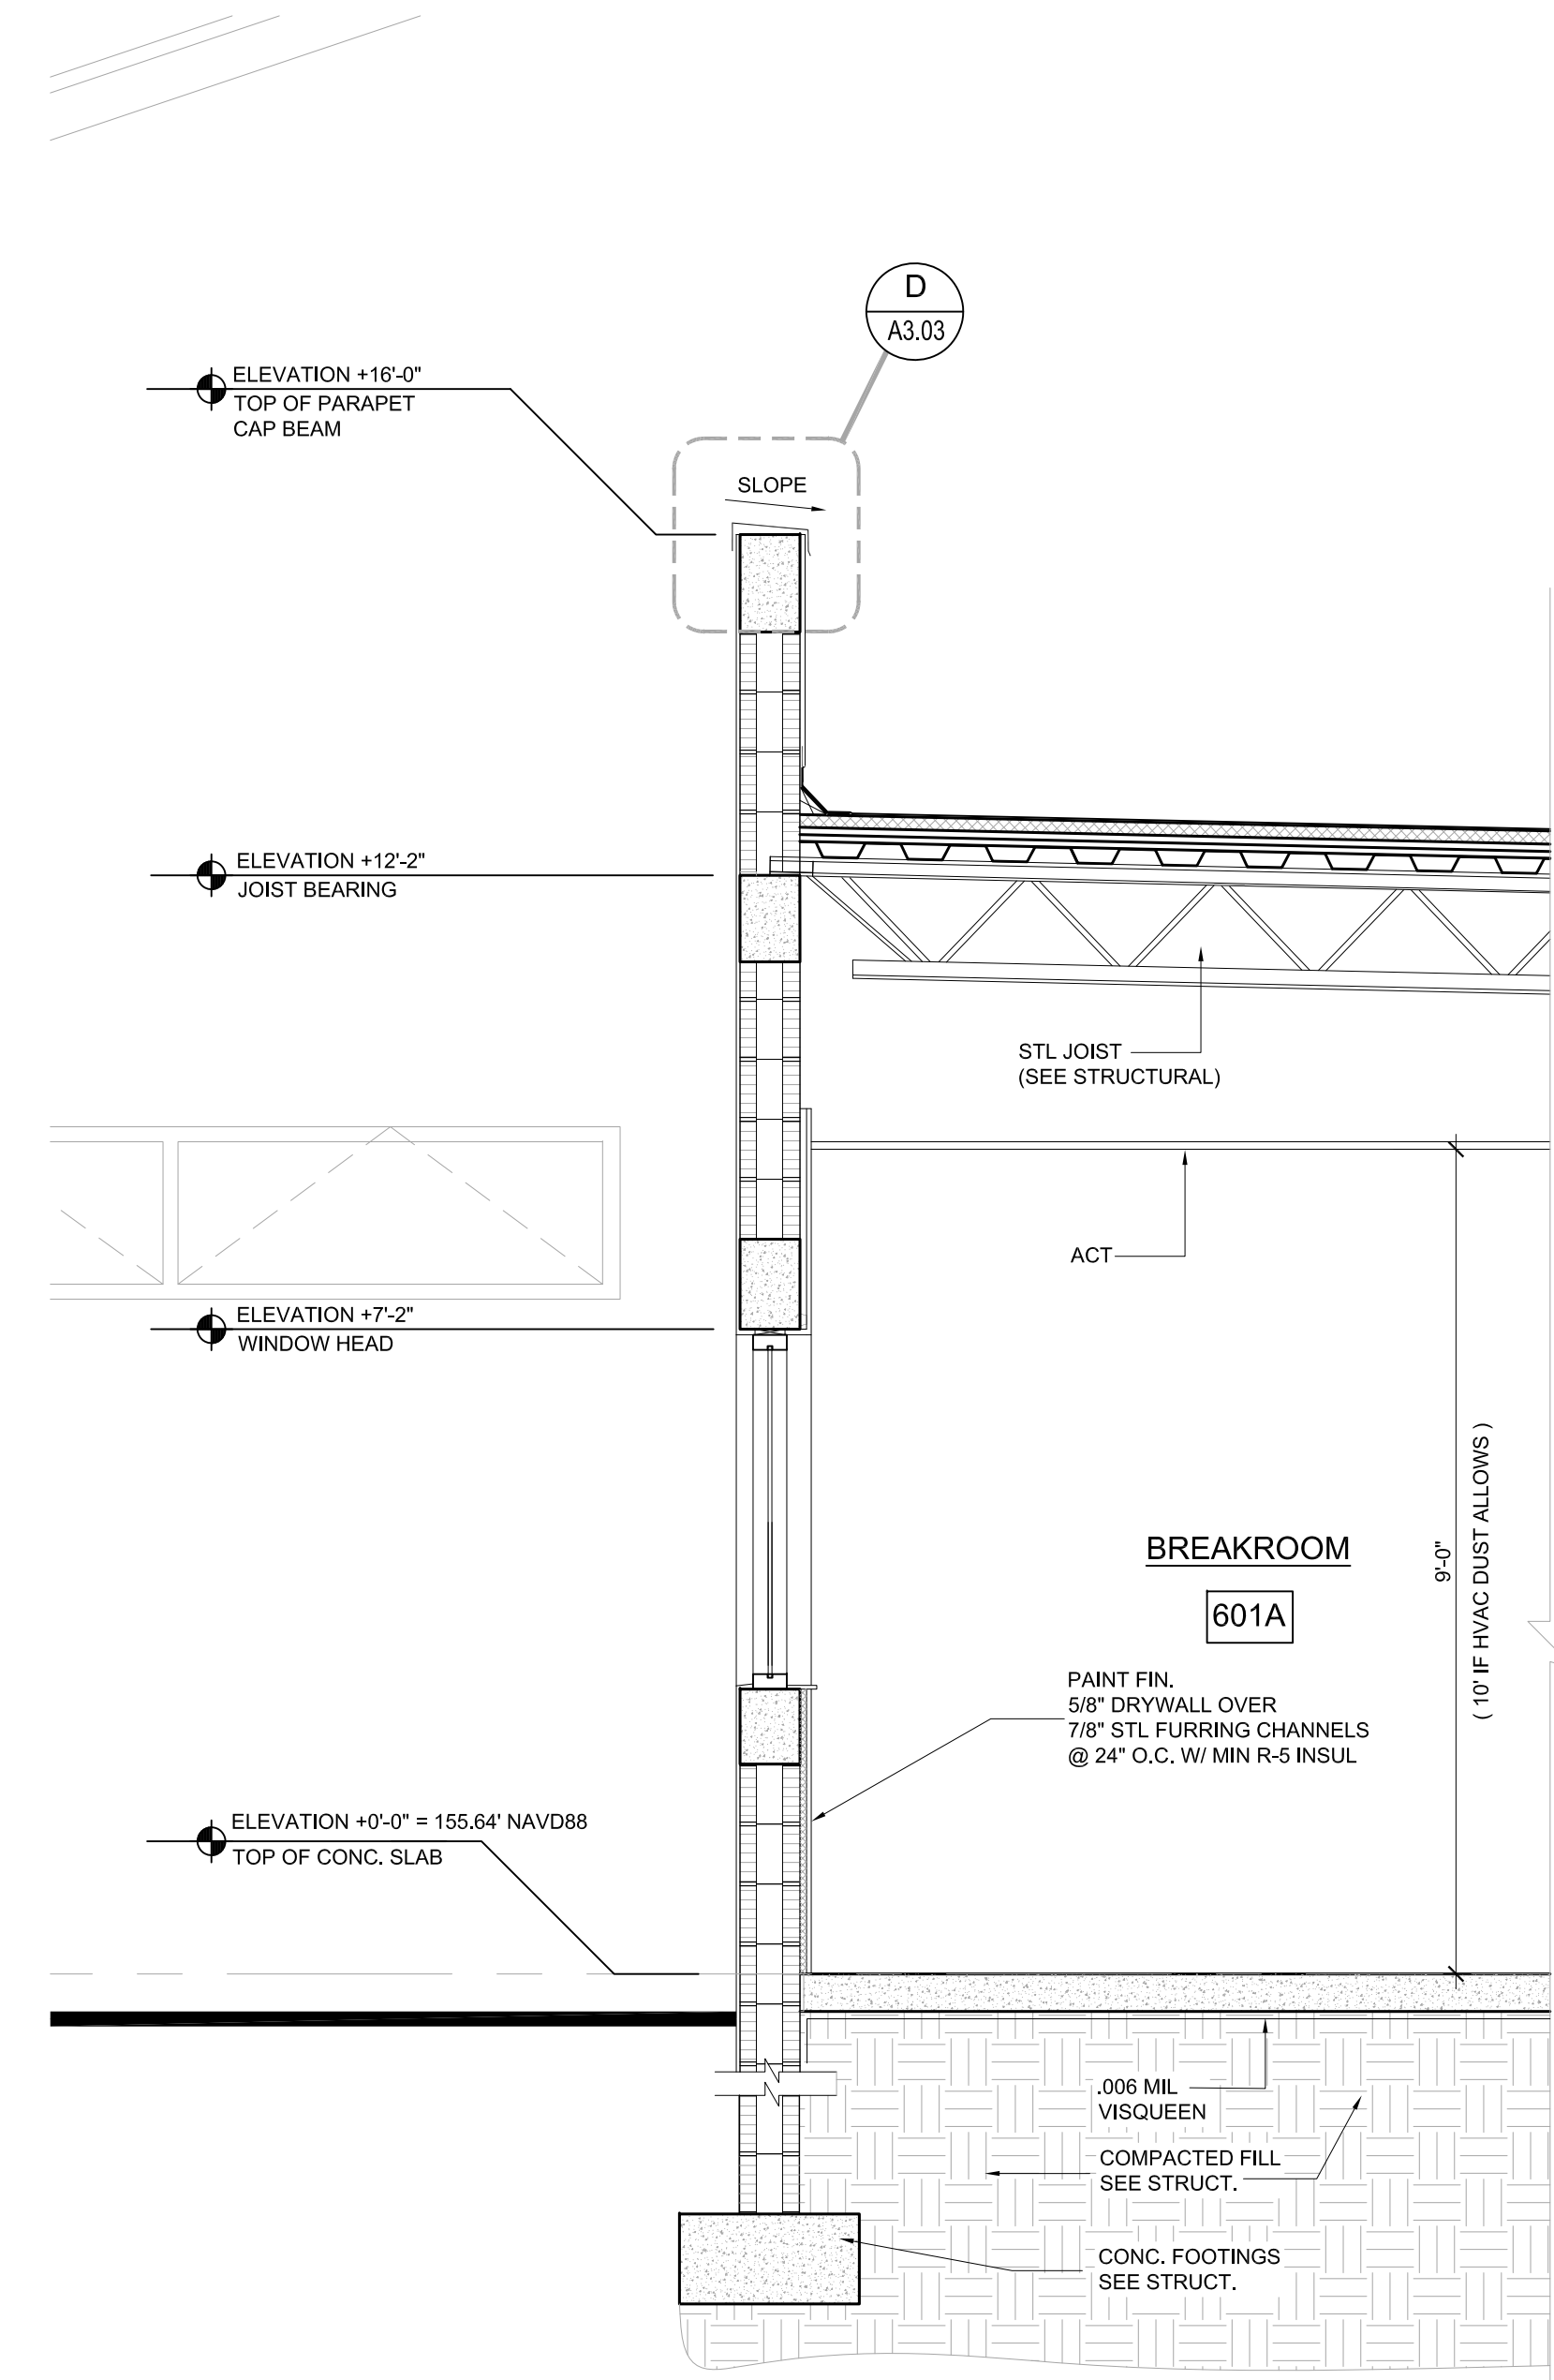 D
A3.03
ELEVATION +16'-0"
TOP OF PARAPET
CAP BEAM
SLOPE
ELEVATION +12'-2"
JOIST BEARING
STL JOIST
(SEE STRUCTURAL)
ACT
ELEVATION +7'-2"
WINDOW HEAD
BREAKROOM
601A
9'-0"
( 10' IF HVAC DUST ALLOWS )
PAINT FIN.
5/8" DRYWALL OVER
7/8" STL FURRING CHANNELS
@ 24" O.C. W/ MIN R-5 INSUL
ELEVATION +0'-0" = 155.64' NAVD88
TOP OF CONC. SLAB
.006 MIL
VISQUEEN
COMPACTED FILL
SEE STRUCT.
CONC. FOOTINGS
SEE STRUCT.